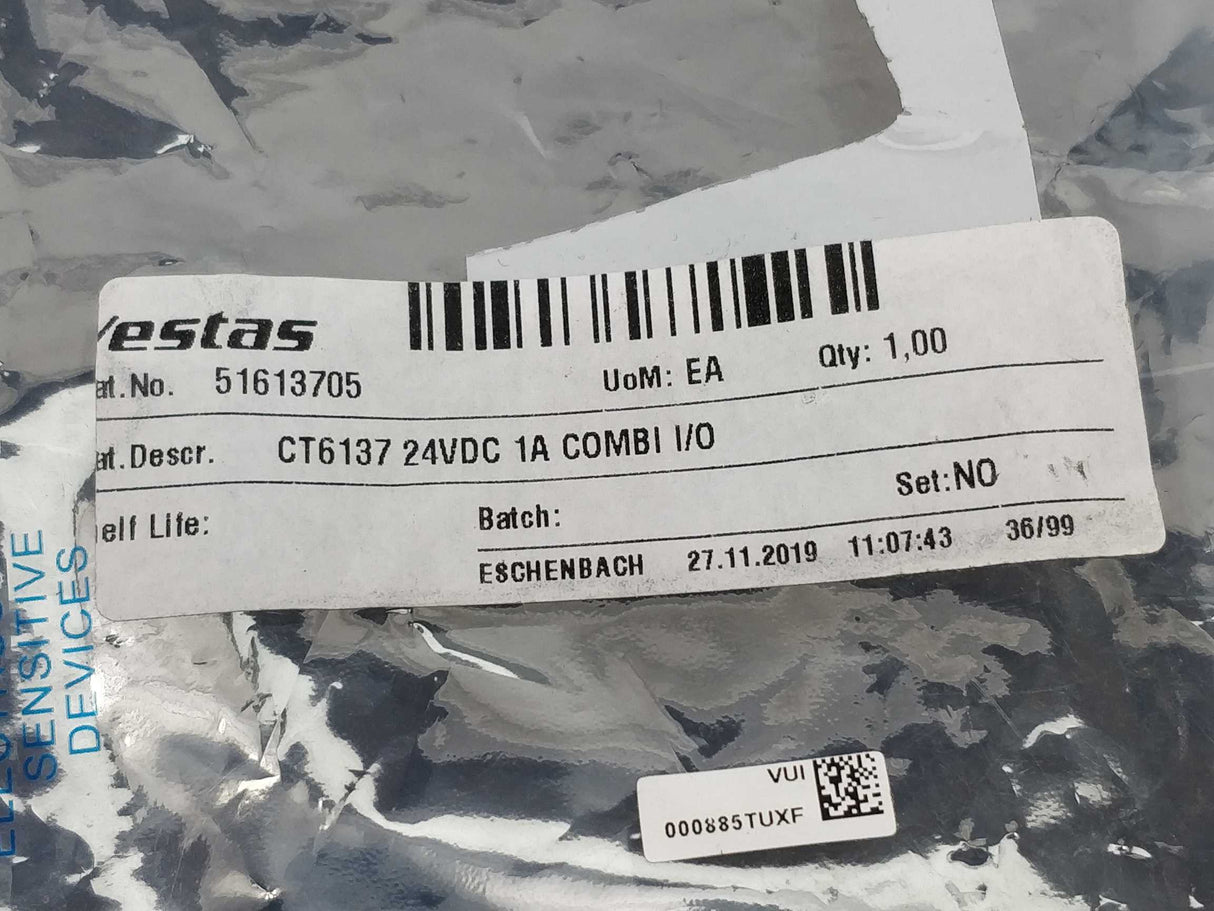 Vestas
at.No. 51613705 UoM: EA Qty: 1,00
at.Descr. CT6137 24VDC 1A COMBI I/O
elf Life: Batch: Set:NO
ESCHENBACH 27.11.2019 11:07:43 36/99
SENSITIVE
DEVICES
VUI
000885TUXF